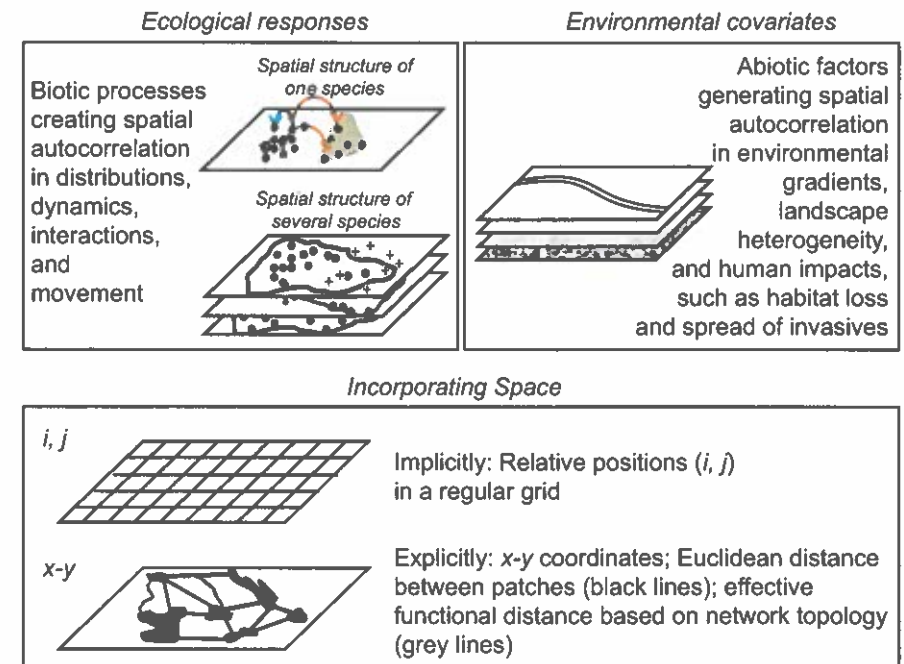 Ecological responses
Biotic processes
creating spatial
autocorrelation
in distributions,
dynamics,
interactions,
and
movement
Spatial structure of
one species
Spatial structure of
several species
Environmental covariates
Abiotic factors
generating spatial
autocorrelation
in environmental
gradients,
landscape
heterogeneity,
and human impacts,
such as habitat loss
and spread of invasives
Incorporating Space
i, j
Implicitly: Relative positions (i, j)
in a regular grid
x-y
Explicitly: x-y coordinates; Euclidean distance
between patches (black lines); effective
functional distance based on network topology
(grey lines)